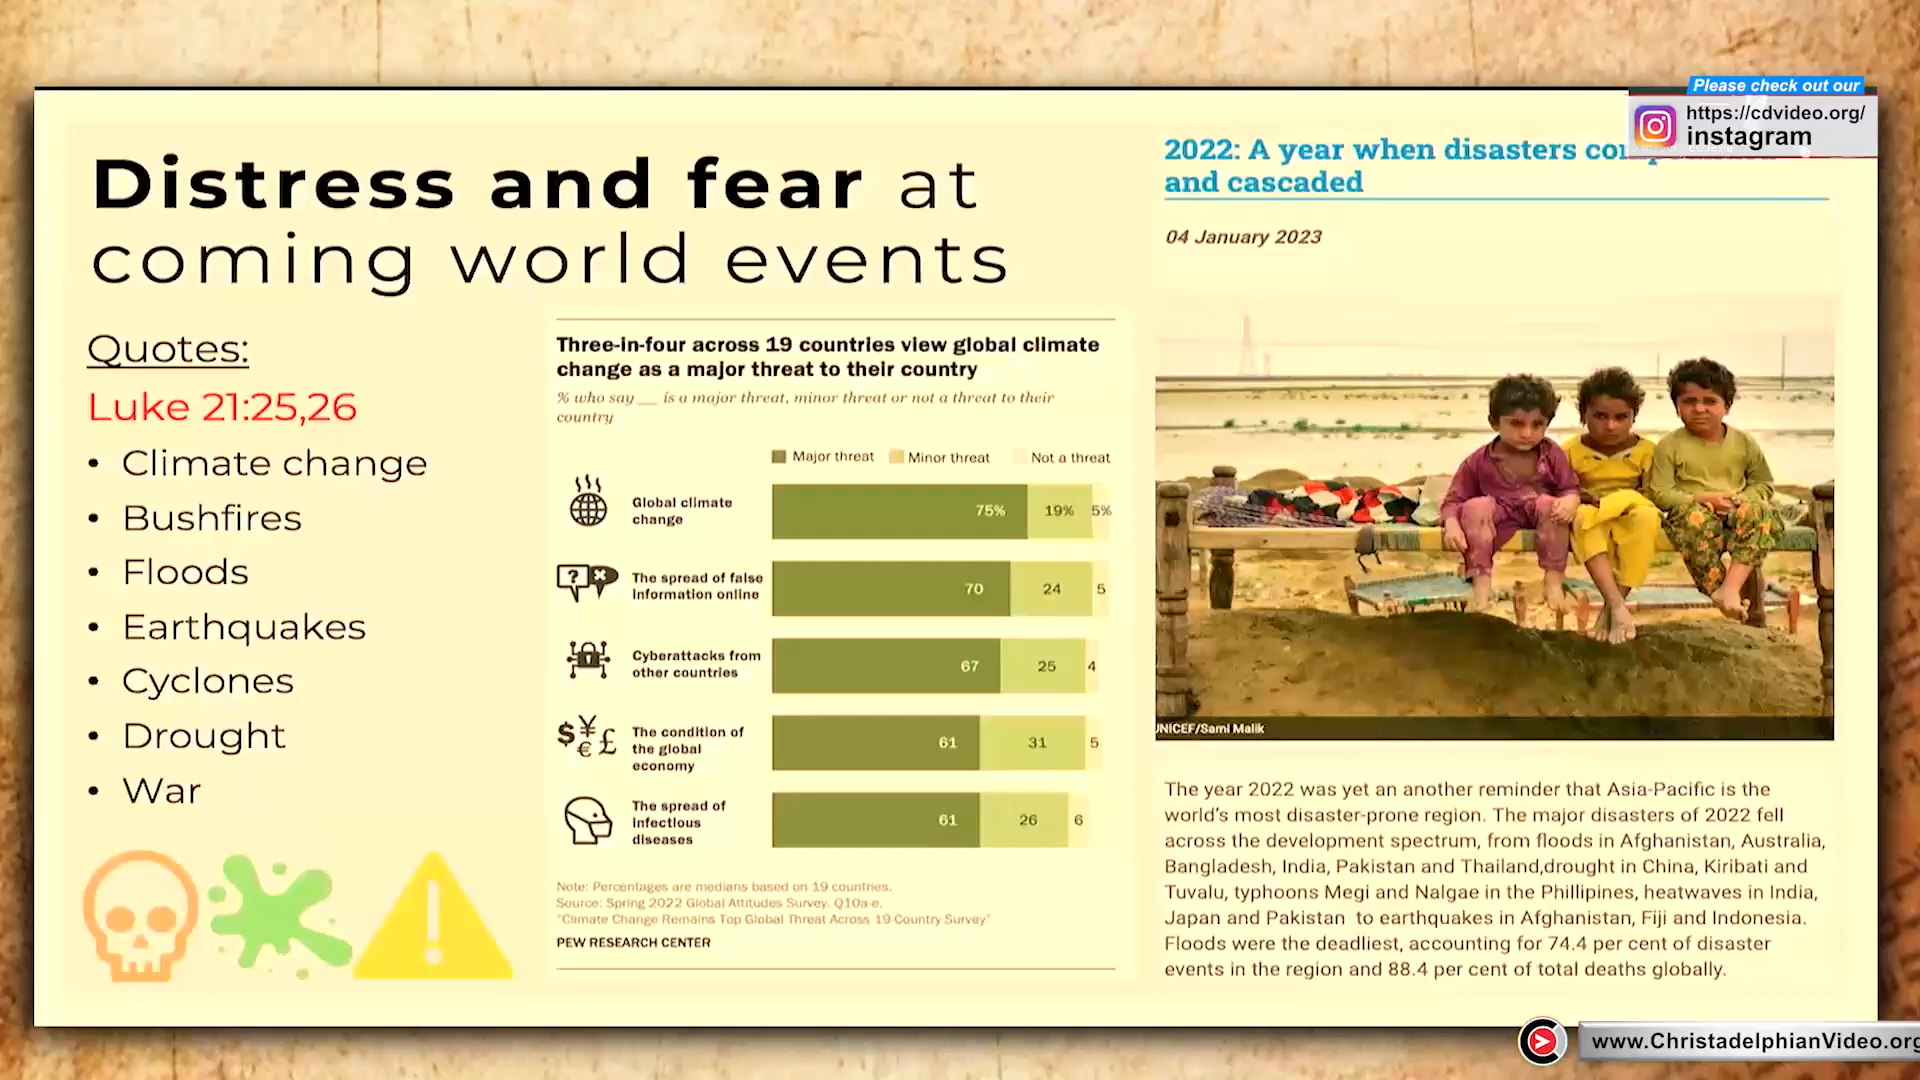 Please check out our
https://cdvideo.org/
instagram
Distress and fear at
coming world events
Quotes:
Luke 21:25,26
• Climate change
• Bushfires
• Floods
• Earthquakes
• Cyclones
• Drought
• War
Three-in-four across 19 countries view global climate
change as a major threat to their country
% who say __ is a major threat, minor threat or not a threat to their
country
Major threat Minor threat Not a threat
Global climate
change
75% 19% 5%
The spread of false
information online
70 24 5
Cyberattacks from
other countries
67 25 4
The condition of
the global
economy
61 31 5
The spread of
infectious
diseases
61 26 6
Note: Percentages are medians based on 19 countries.
Source: Spring 2022 Global Attitudes Survey. Q10a-e.
"Climate Change Remains Top Global Threat Across 19 Country Survey"
PEW RESEARCH CENTER
2022: A year when disasters
and cascaded
04 January 2023
UNICEF/Sami Malik
The year 2022 was yet an another reminder that Asia-Pacific is the
world's most disaster-prone region. The major disasters of 2022 fell
across the development spectrum, from floods in Afghanistan, Australia,
Bangladesh, India, Pakistan and Thailand,drought in China, Kiribati and
Tuvalu, typhoons Megi and Nalgae in the Phillipines, heatwaves in India,
Japan and Pakistan to earthquakes in Afghanistan, Fiji and Indonesia.
Floods were the deadliest, accounting for 74.4 per cent of disaster
events in the region and 88.4 per cent of total deaths globally.
www.ChristadelphianVideo.org